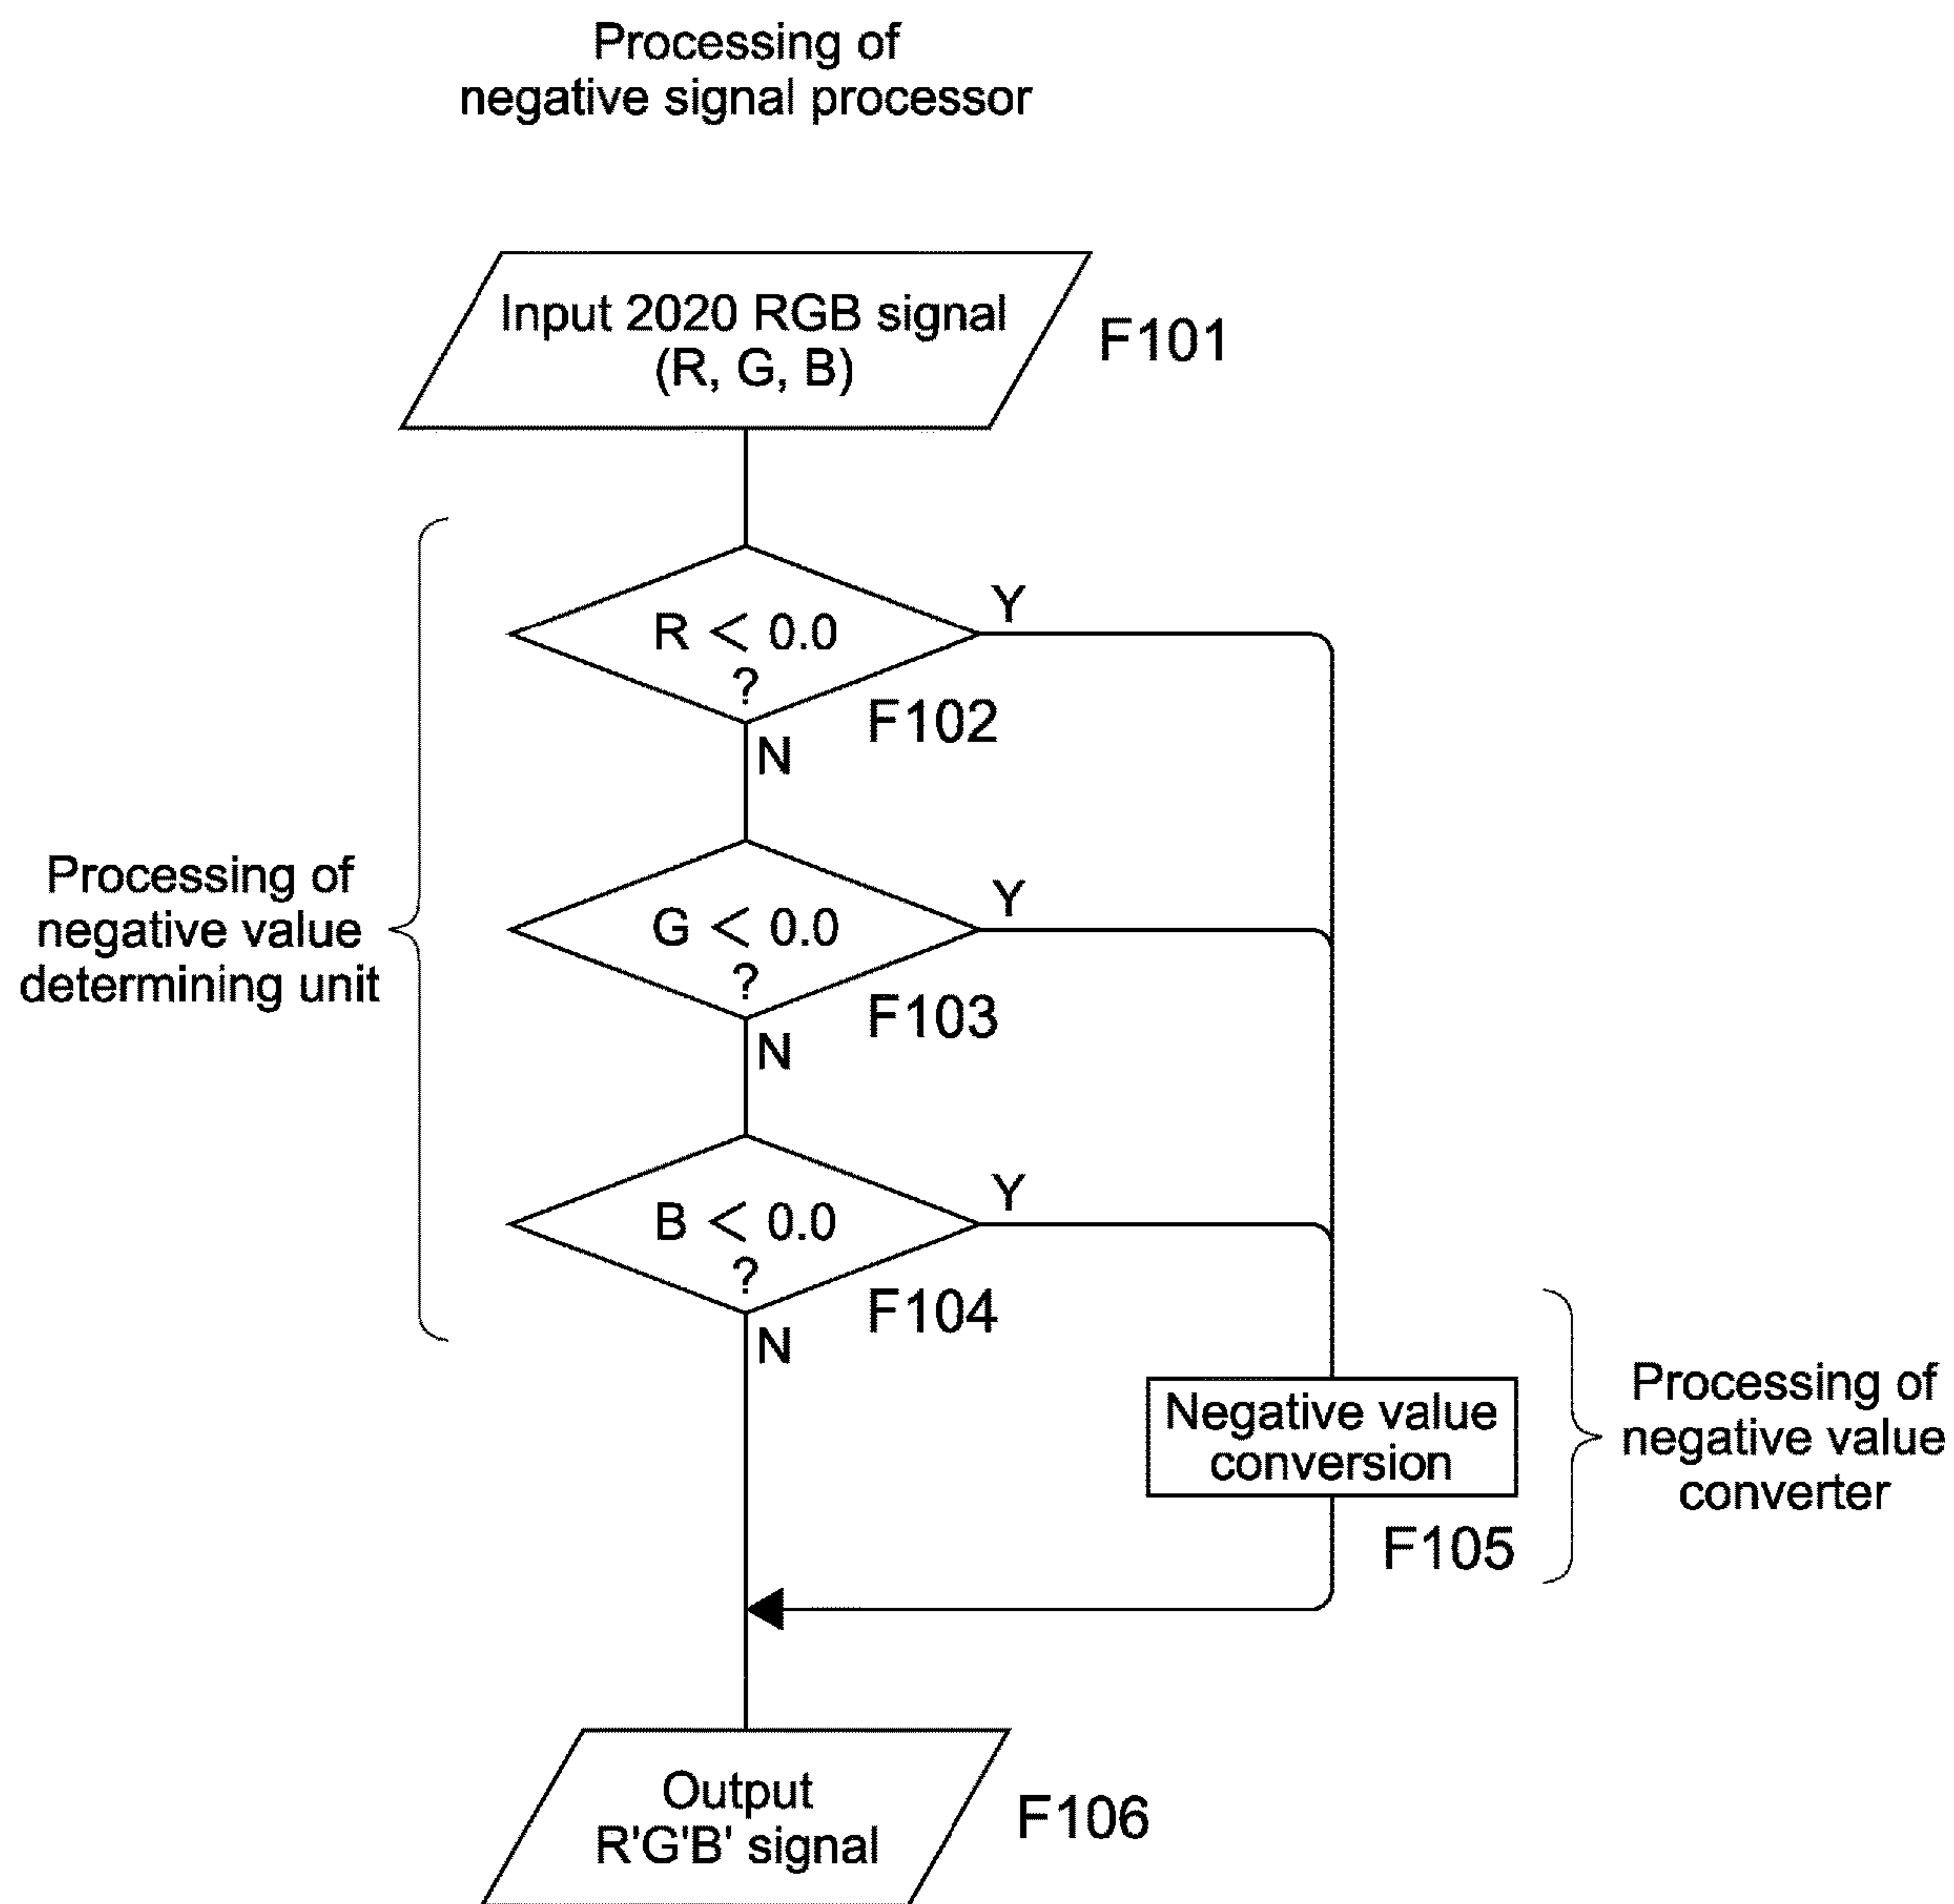 Processing of
negative signal processor
Input 2020 RGB signal
(R, G, B)
F101
R < 0.0
?
Y
F102
N
Processing of
negative value
determining unit
G < 0.0
?
Y
F103
N
B < 0.0
?
Y
F104
N
Negative value
conversion
F105
Processing of
negative value
converter
Output
R'G'B' signal
F106